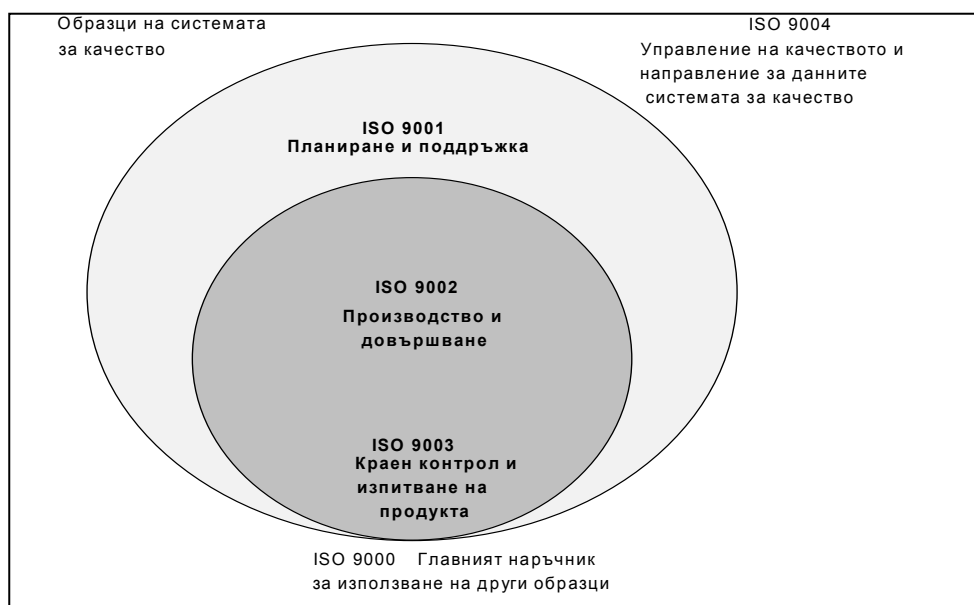 Образци на системата
за качество
ISO 9004
Управление на качеството и
направление за данните
системата за качество
ISO 9001
Планиране и поддръжка
ISO 9002
Производство и
довършване
ISO 9003
Краен контрол и
изпитване на
продукта
ISO 9000 Главният наръчник
за използване на други образци